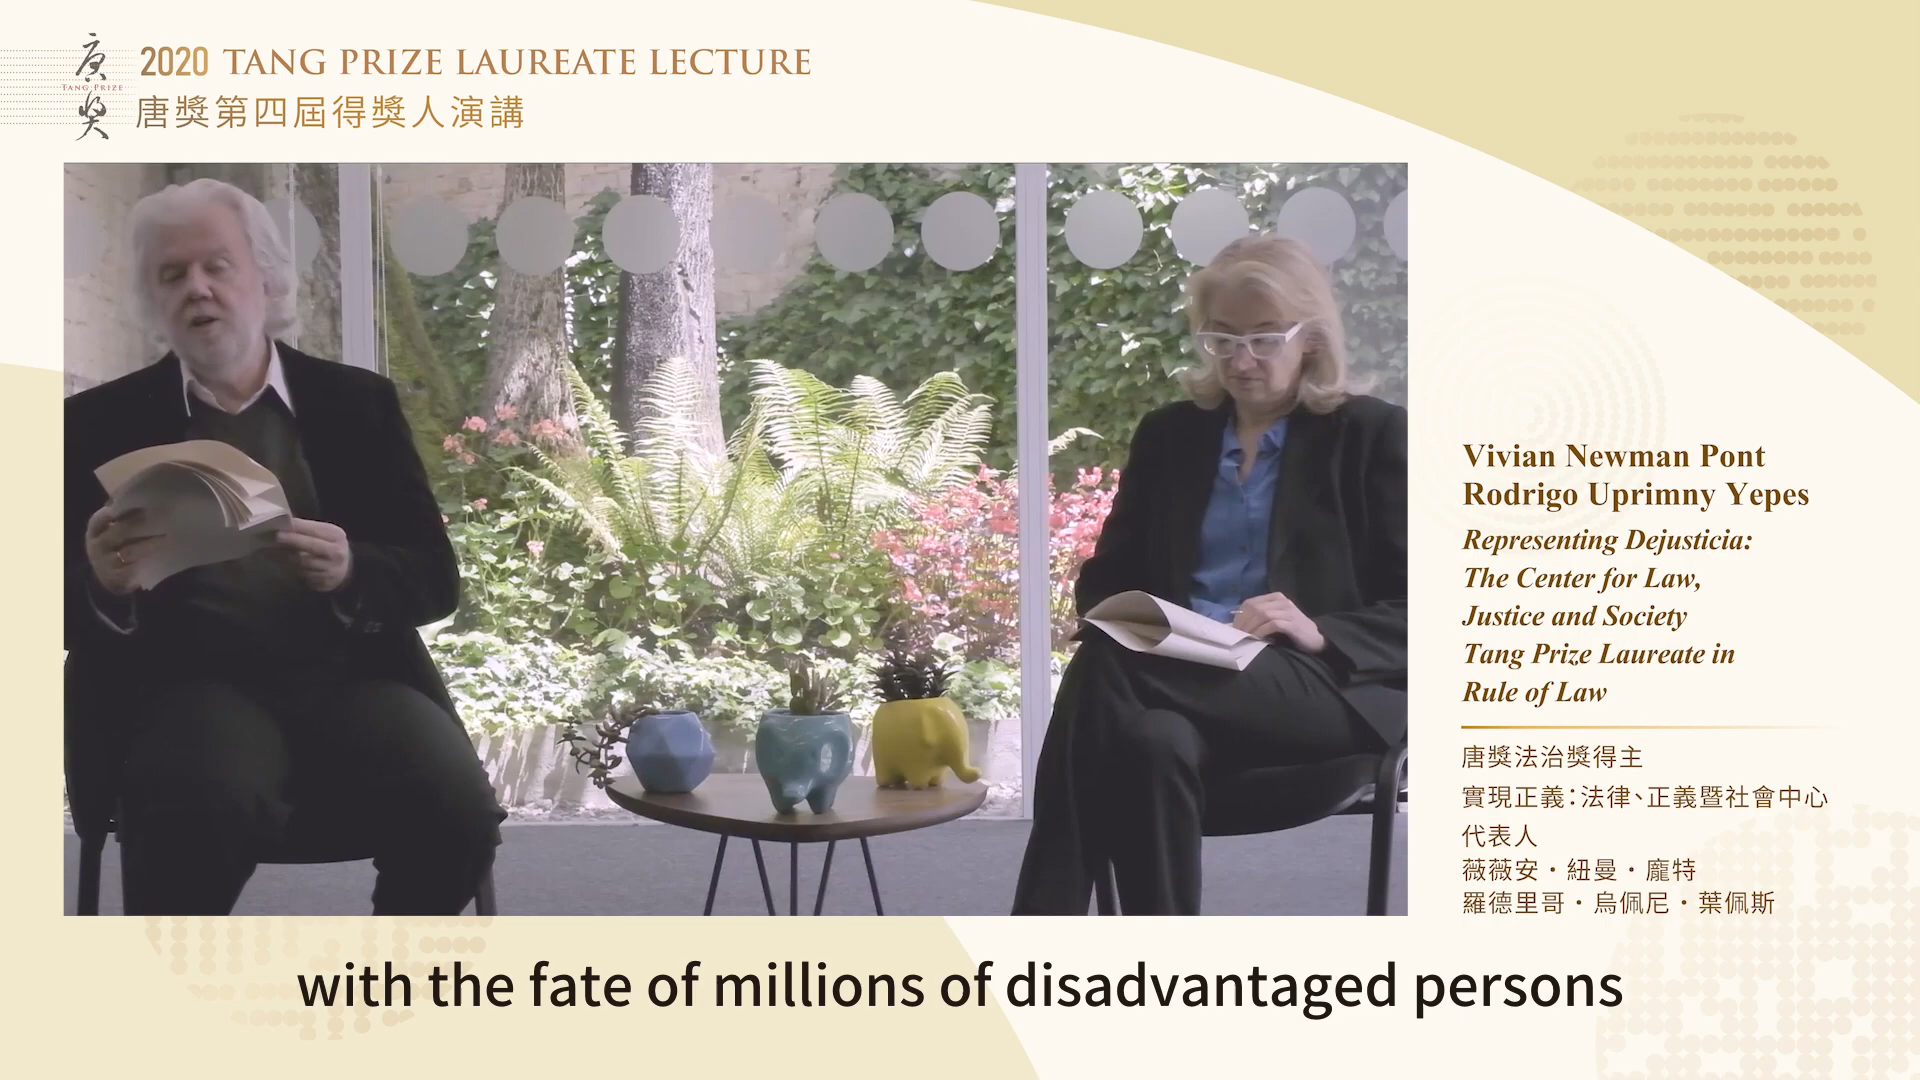 唐獎
TANG PRIZE
2020 TANG PRIZE LAUREATE LECTURE
唐獎第四屆得獎人演講
Vivian Newman Pont
Rodrigo Uprimny Yepes
Representing Dejusticia:
The Center for Law,
Justice and Society
Tang Prize Laureate in
Rule of Law
唐獎法治獎得主
實現正義:法律、正義暨社會中心
代表人
薇薇安・紐曼・龐特
羅德里哥・烏佩尼・葉佩斯
with the fate of millions of disadvantaged persons